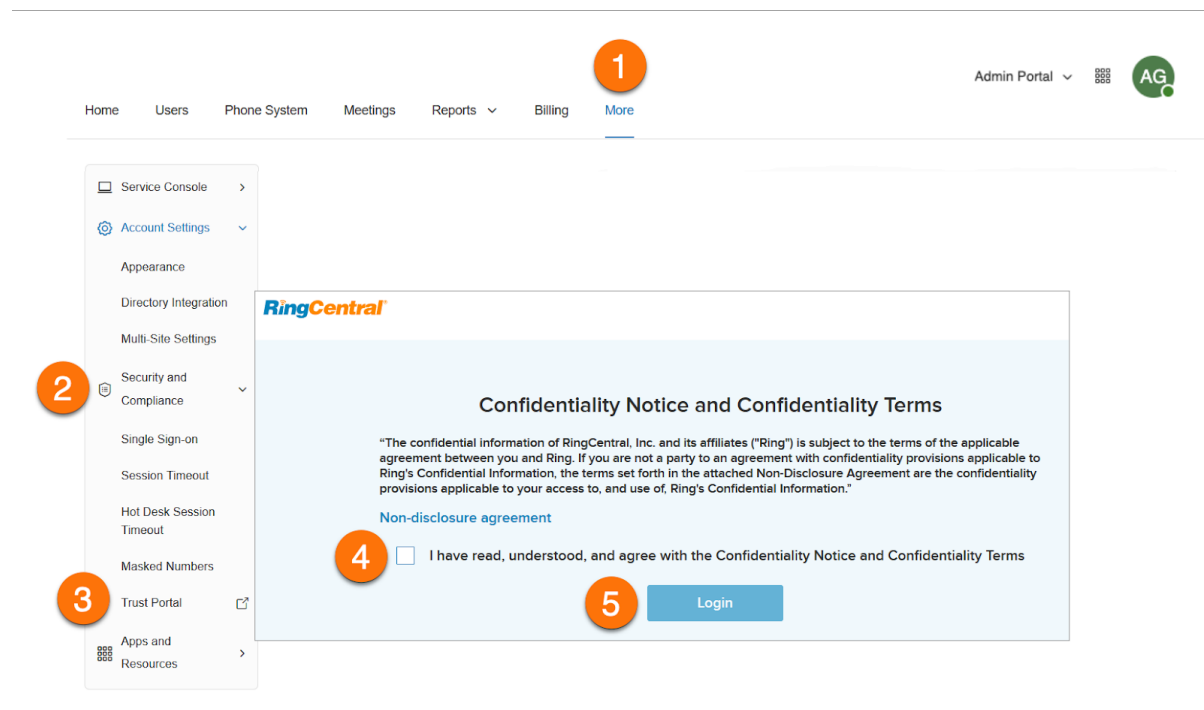 1
Admin Portal
AG
Home Users Phone System Meetings Reports Billing More
Service Console
Account Settings
Appearance
Directory Integration
Multi-Site Settings
2
Security and
Compliance
Single Sign-on
Session Timeout
Hot Desk Session
Timeout
Masked Numbers
3
Trust Portal
Apps and
Resources
RingCentral®
Confidentiality Notice and Confidentiality Terms
“The confidential information of RingCentral, Inc. and its affiliates ("Ring") is subject to the terms of the applicable
agreement between you and Ring. If you are not a party to an agreement with confidentiality provisions applicable to
Ring's Confidential Information, the terms set forth in the attached Non-Disclosure Agreement are the confidentiality
provisions applicable to your access to, and use of, Ring's Confidential Information.”
Non-disclosure agreement
4
I have read, understood, and agree with the Confidentiality Notice and Confidentiality Terms
5
Login